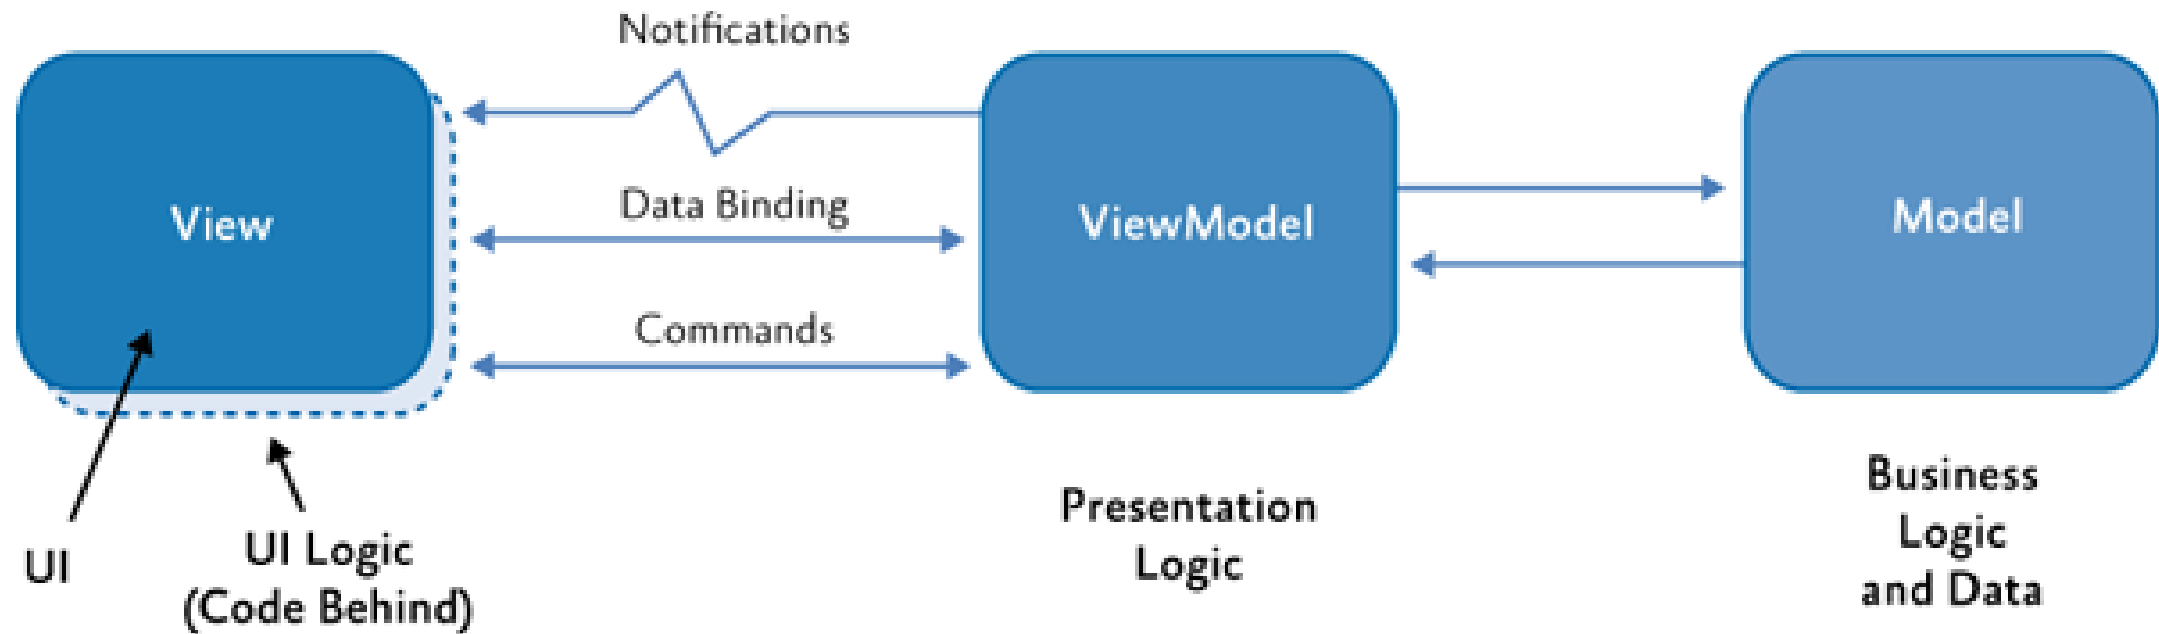 Notifications
View
Data Binding
Commands
ViewModel
Model
UI
UI Logic
(Code Behind)
Presentation
Logic
Business
Logic
and Data